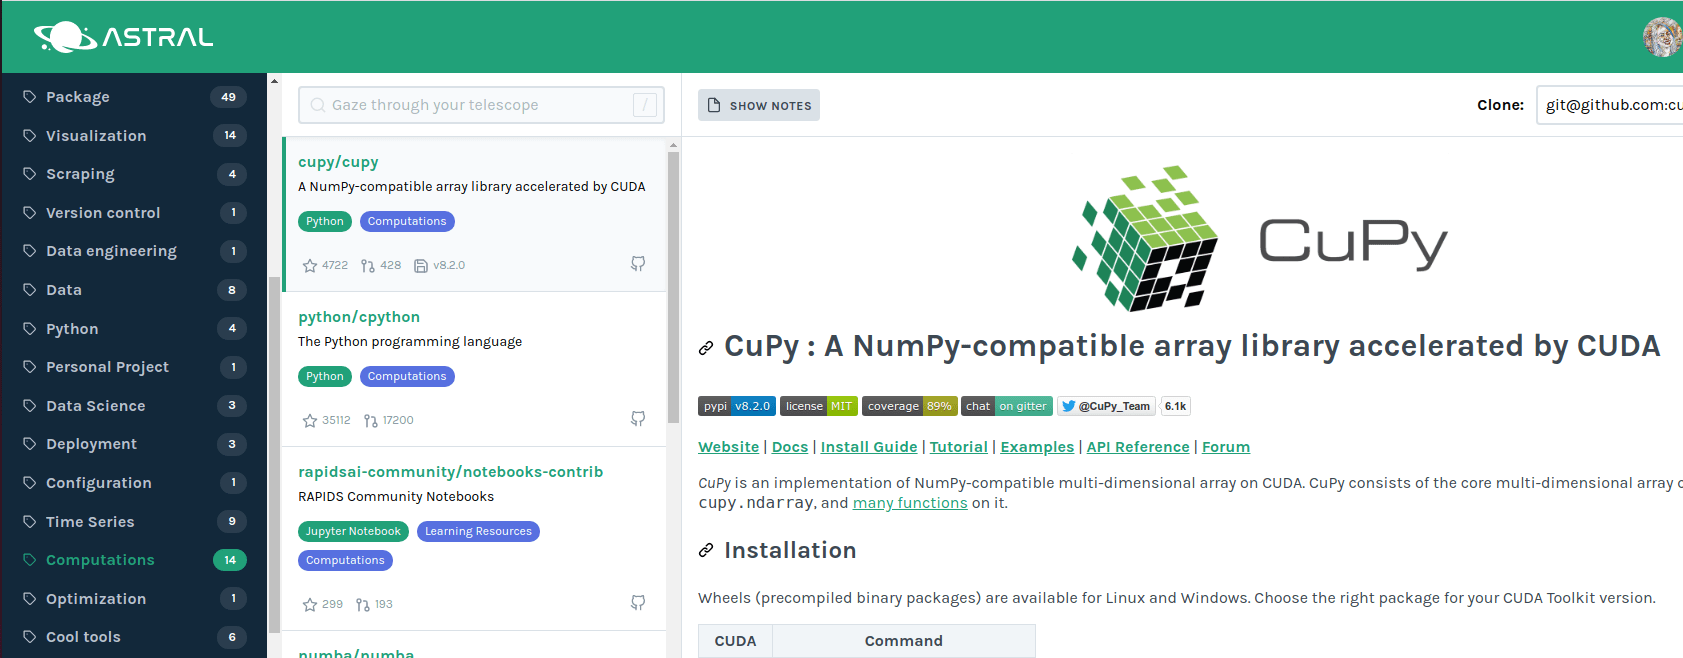 ASTRAL
Package 49
Visualization 14
Scraping 4
Version control 1
Data engineering 1
Data 8
Python 4
Personal Project 1
Data Science 3
Deployment 3
Configuration 1
Time Series 9
Computations 14
Optimization 1
Cool tools 6
Gaze through your telescope /
cupy/cupy
A NumPy-compatible array library accelerated by CUDA
Python Computations
4722 428 v8.2.0
python/cpython
The Python programming language
Python Computations
35112 17200
rapidsai-community/notebooks-contrib
RAPIDS Community Notebooks
Jupyter Notebook Learning Resources
Computations
299 193
numba/numba
SHOW NOTES
Clone: git@github.com:cu
CuPy
CuPy : A NumPy-compatible array library accelerated by CUDA
pypi v8.2.0 license MIT coverage 89% chat on gitter @CuPy_Team 6.1k
Website | Docs | Install Guide | Tutorial | Examples | API Reference | Forum
CuPy is an implementation of NumPy-compatible multi-dimensional array on CUDA. CuPy consists of the core multi-dimensional array c
cupy.ndarray, and many functions on it.
Installation
Wheels (precompiled binary packages) are available for Linux and Windows. Choose the right package for your CUDA Toolkit version.
CUDA Command